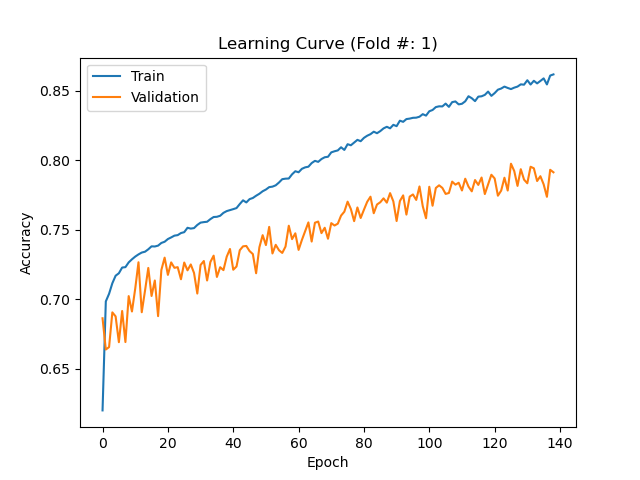 Learning Curve (Fold #: 1)
Train
Validation
Accuracy
0.85
0.80
0.75
0.70
0.65
0 20 40 60 80 100 120 140
Epoch